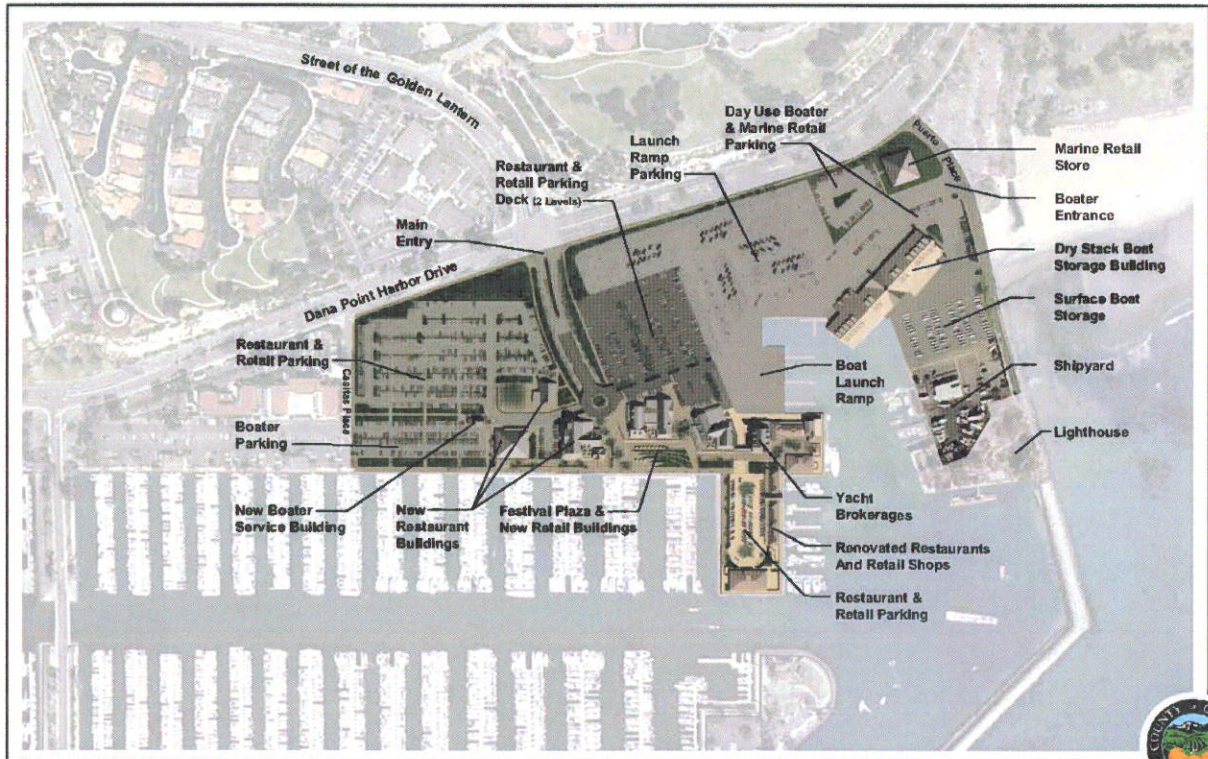 Street of the Golden Lantern
Day Use Boater
& Marine Retail
Parking
Puerto Place
Marine Retail
Store
Launch
Ramp
Parking
Restaurant &
Retail Parking
Deck (2 Levels)
Boater
Entrance
Main
Entry
Dry Stack Boat
Storage Building
Dana Point Harbor Drive
Surface Boat
Storage
Restaurant &
Retail Parking
Casitas Place
Boat
Launch
Ramp
Shipyard
Boater
Parking
Lighthouse
New Boater
Service Building
New
Restaurant
Buildings
Festival Plaza &
New Retail Buildings
Yacht
Brokerages
Renovated Restaurants
And Retail Shops
Restaurant &
Retail Parking
COUNTY